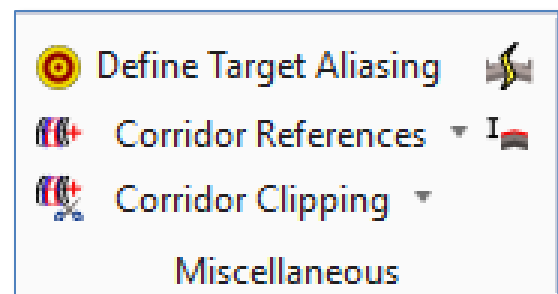 Define Target Aliasing
Corridor References
Corridor Clipping
Miscellaneous